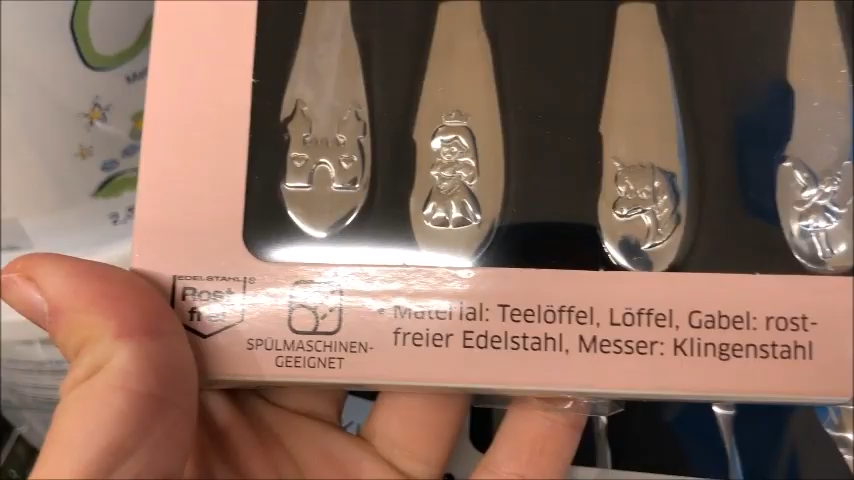 EDELSTAHL
Rost
frei
SPÜLMASCHINEN-
GEEIGNET
• Material: Teelöffel, Löffel, Gabel: rost-
freier Edelstahl, Messer: Klingenstahl